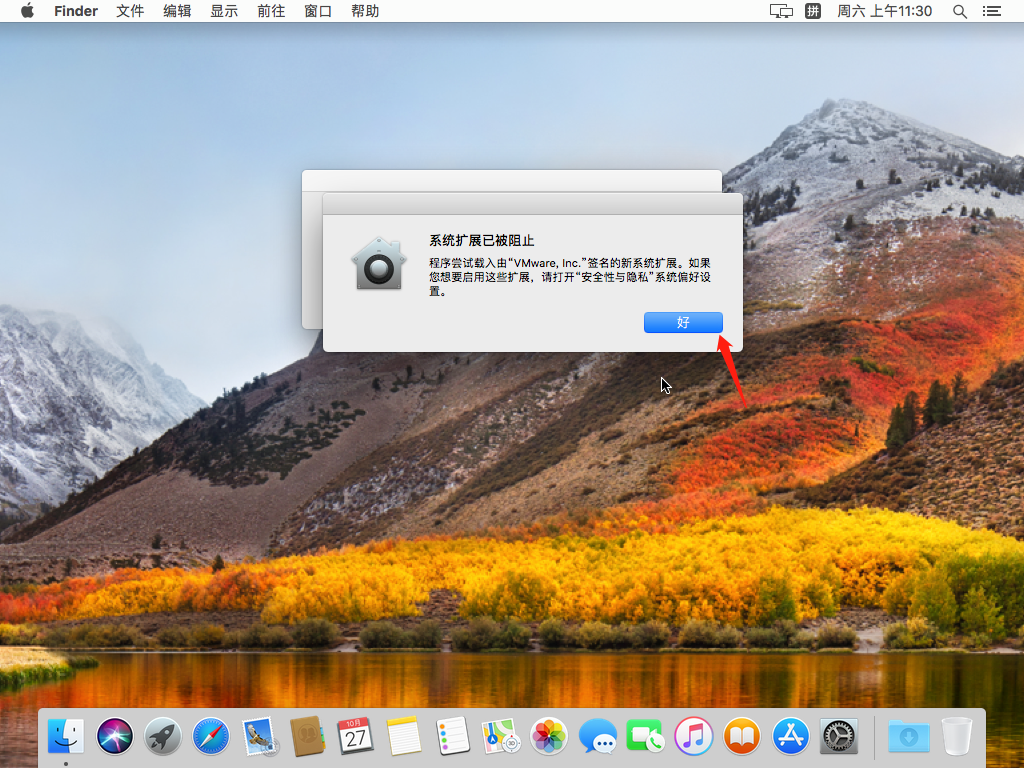 Finder 文件 编辑 显示 前往 窗口 帮助 拼 周六 上午11:30
系统扩展已被阻止
程序尝试载入由“VMware, Inc.”签名的新系统扩展。如果
您想要启用这些扩展，请打开“安全性与隐私”系统偏好设
置。
好
10月
27